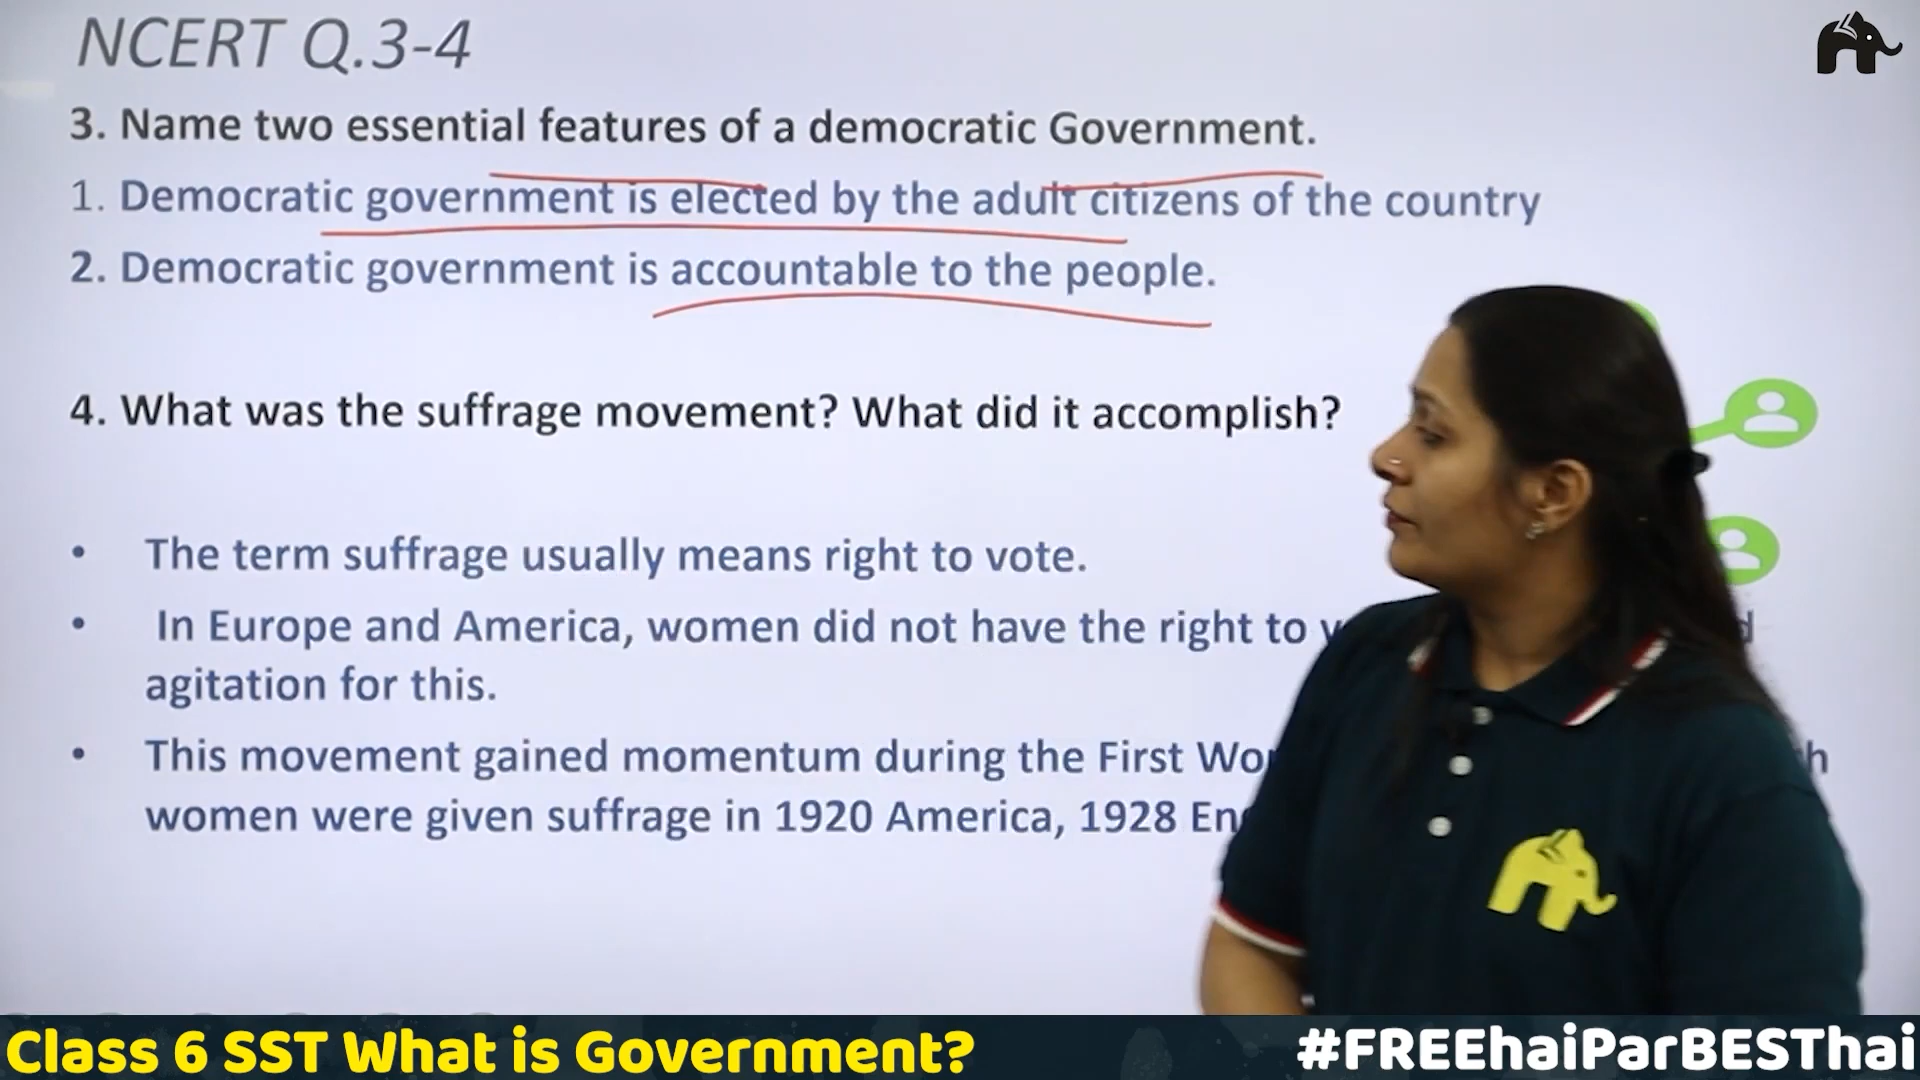 NCERT Q.3-4
3. Name two essential features of a democratic Government.
1. Democratic government is elected by the adult citizens of the country
2. Democratic government is accountable to the people.
4. What was the suffrage movement? What did it accomplish?
• The term suffrage usually means right to vote.
• In Europe and America, women did not have the right to
agitation for this.
• This movement gained momentum during the First
women were given suffrage in 1920 America, 1928
Class 6 SST What is Government?
#FREEhaiParBESThai